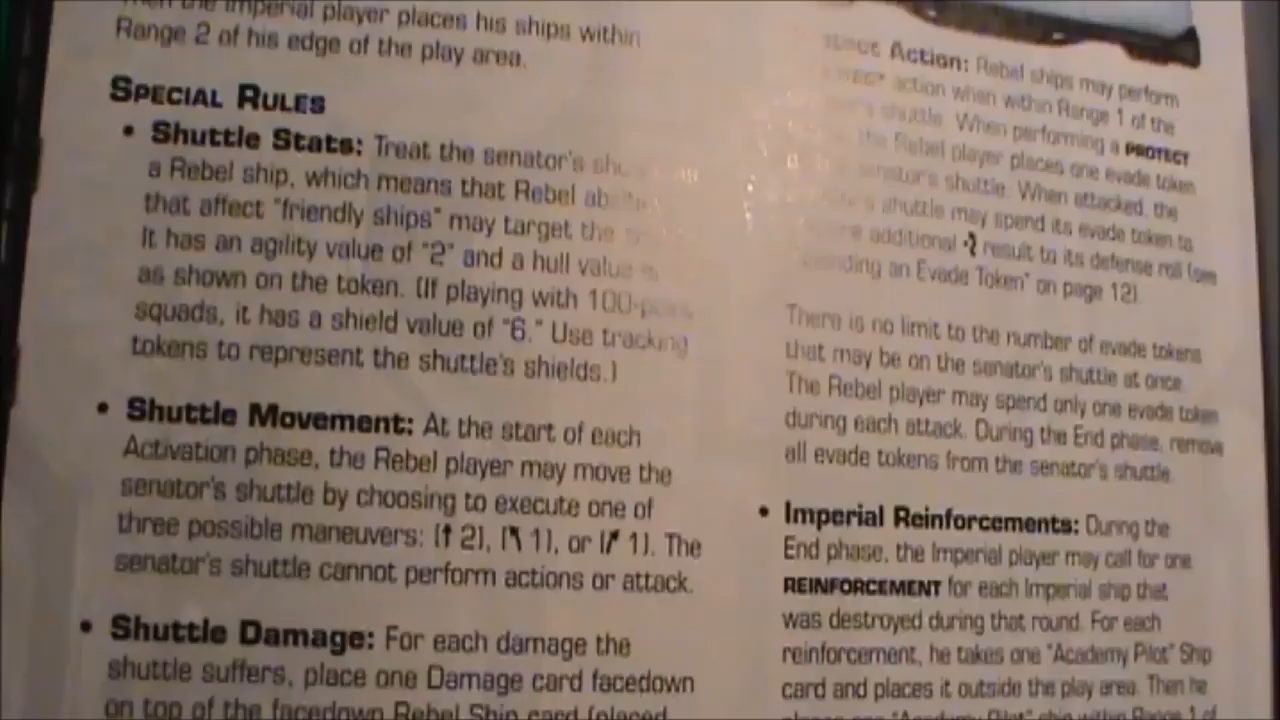 the Imperial player places his ships within
Range 2 of his edge of the play area.
SPECIAL RULES
• Shuttle Stats: Treat the senator's
a Rebel ship, which means that Rebel
that affect "friendly ships" may target the
It has an agility value of "2" and a hull value
as shown on the token. (If playing with 100-point
squads, it has a shield value of "6." Use tracking
tokens to represent the shuttle's shields.)
• Shuttle Movement: At the start of each
Activation phase, the Rebel player may move the
senator's shuttle by choosing to execute one of
three possible maneuvers: (↑ 2), (↰ 1), or (↱ 1). The
senator's shuttle cannot perform actions or attack.
• Shuttle Damage: For each damage the
shuttle suffers, place one Damage card facedown
on top of the facedown Rebel Ship card (placed
Action: Rebel ships may perform
action when within Range 1 of the
shuttle. When performing a PROTECT
the Rebel player places one evade token
senator's shuttle. When attacked, the
shuttle may spend its evade token to
additional result to its defense roll (see
an Evade Token" on page 12).
There is no limit to the number of evade tokens
that may be on the senator's shuttle at once.
The Rebel player may spend only one evade token
during each attack. During the End phase, remove
all evade tokens from the senator's shuttle.
• Imperial Reinforcements: During the
End phase, the Imperial player may call for one
REINFORCEMENT for each Imperial ship that
was destroyed during that round. For each
reinforcement, he takes one "Academy Pilot" Ship
card and places it outside the play area. Then he
"Academy Pilot" ship within Range 1 of